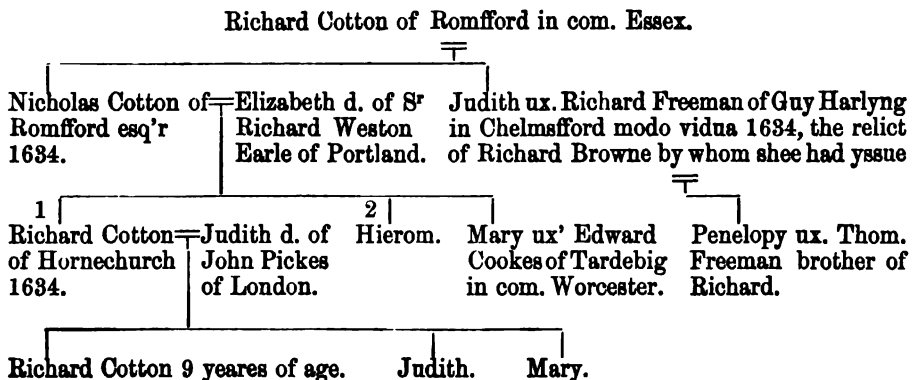 Richard Cotton of Romfford in com. Essex.
Nicholas Cotton of
Romfford esq'r
1634.
Elizabeth d. of Sr
Richard Weston
Earle of Portland.
Judith ux. Richard Freeman of Guy Harlyng
in Chelmsfford modo vidua 1634, the relict
of Richard Browne by whom shee had yssue
1
Richard Cotton
of Hornechurch
1634.
Judith d. of
John Pickes
of London.
2
Hierom.
Mary ux' Edward
Cookes of Tardebig
in com. Worcester.
Penelopy ux. Thom.
Freeman brother of
Richard.
Richard Cotton 9 yeares of age.
Judith.
Mary.